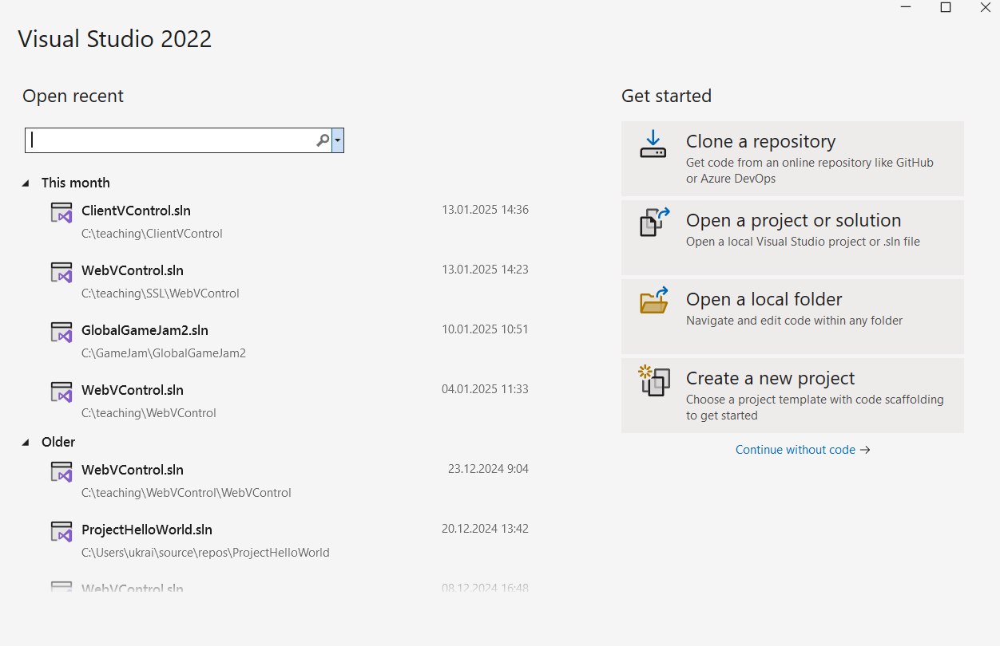 Visual Studio 2022
Open recent
This month
ClientVControl.sln 13.01.2025 14:36
C:\teaching\ClientVControl
WebVControl.sln 13.01.2025 14:23
C:\teaching\SSL\WebVControl
GlobalGameJam2.sln 10.01.2025 10:51
C:\GameJam\GlobalGameJam2
WebVControl.sln 04.01.2025 11:33
C:\teaching\WebVControl
Older
WebVControl.sln 23.12.2024 9:04
C:\teaching\WebVControl\WebVControl
ProjectHelloWorld.sln 20.12.2024 13:42
C:\Users\ukrai\source\repos\ProjectHelloWorld
WebVControl.sln 08.12.2024 16:48
Get started
Clone a repository
Get code from an online repository like GitHub
or Azure DevOps
Open a project or solution
Open a local Visual Studio project or .sln file
Open a local folder
Navigate and edit code within any folder
Create a new project
Choose a project template with code scaffolding
to get started
Continue without code →